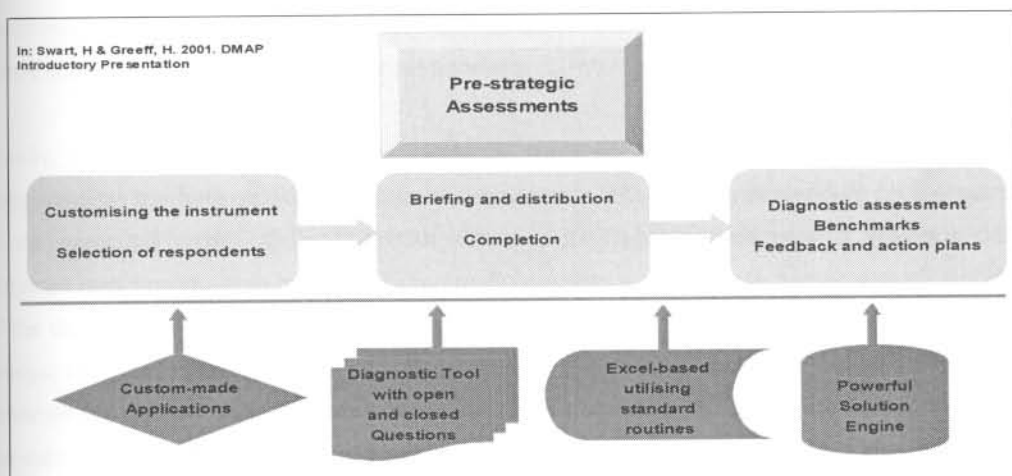 In: Swart, H & Greeff, H. 2001. DMAP
Introductory Presentation
Pre-strategic
Assessments
Customising the instrument
Selection of respondents
Briefing and distribution
Completion
Diagnostic assessment
Benchmarks
Feedback and action plans
Custom-made
Applications
Diagnostic Tool
with open
and closed
Questions
Excel-based
utilising
standard
routines
Powerful
Solution
Engine